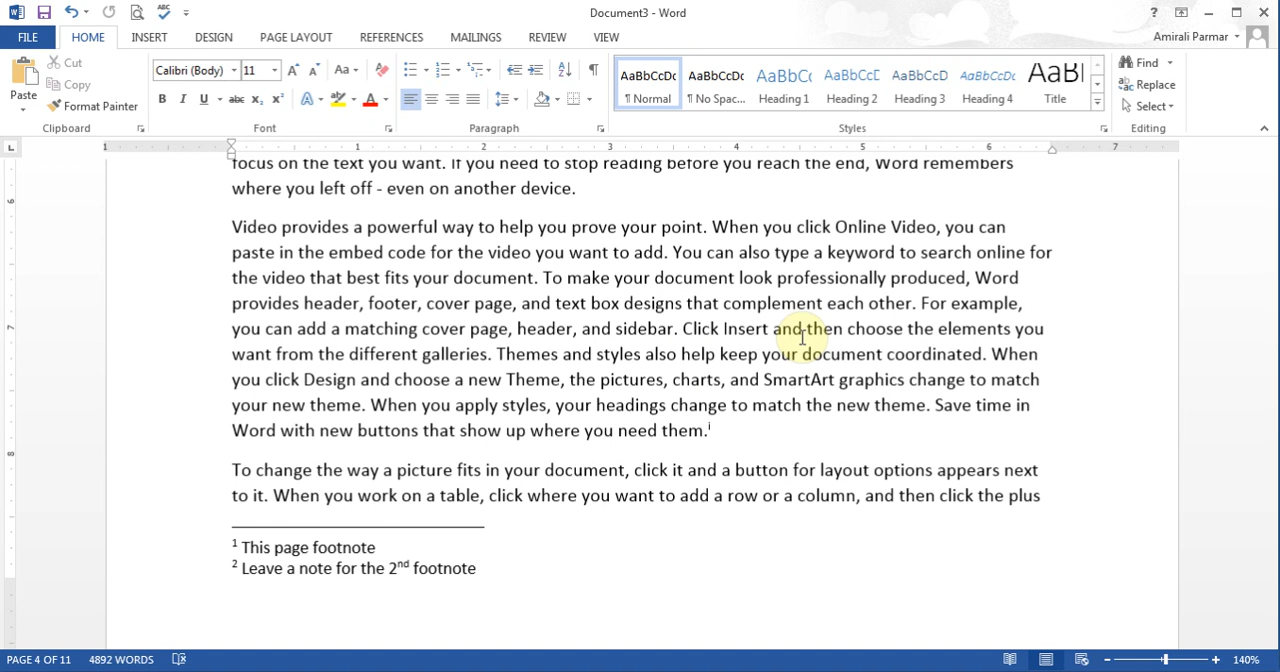 Document3 - Word
?
FILE HOME INSERT DESIGN PAGE LAYOUT REFERENCES MAILINGS REVIEW VIEW Amirali Parmar
Paste
Cut
Copy
Format Painter
Clipboard
Calibri (Body) 11
Font
Paragraph
AaBbCcDc AaBbCcDc AaBbC AaBbCcE AaBbCcD AaBbCcD AaBl
¶ Normal ¶ No Spac... Heading 1 Heading 2 Heading 3 Heading 4 Title
Styles
Find
Replace
Select
Editing
1 1 2 3 4 5 6 7
6
7
8
focus on the text you want. If you need to stop reading before you reach the end, Word remembers
where you left off - even on another device.
Video provides a powerful way to help you prove your point. When you click Online Video, you can
paste in the embed code for the video you want to add. You can also type a keyword to search online for
the video that best fits your document. To make your document look professionally produced, Word
provides header, footer, cover page, and text box designs that complement each other. For example,
you can add a matching cover page, header, and sidebar. Click Insert and then choose the elements you
want from the different galleries. Themes and styles also help keep your document coordinated. When
you click Design and choose a new Theme, the pictures, charts, and SmartArt graphics change to match
your new theme. When you apply styles, your headings change to match the new theme. Save time in
Word with new buttons that show up where you need them.i
To change the way a picture fits in your document, click it and a button for layout options appears next
to it. When you work on a table, click where you want to add a row or a column, and then click the plus
1 This page footnote
2 Leave a note for the 2nd footnote
PAGE 4 OF 11 4892 WORDS 140%